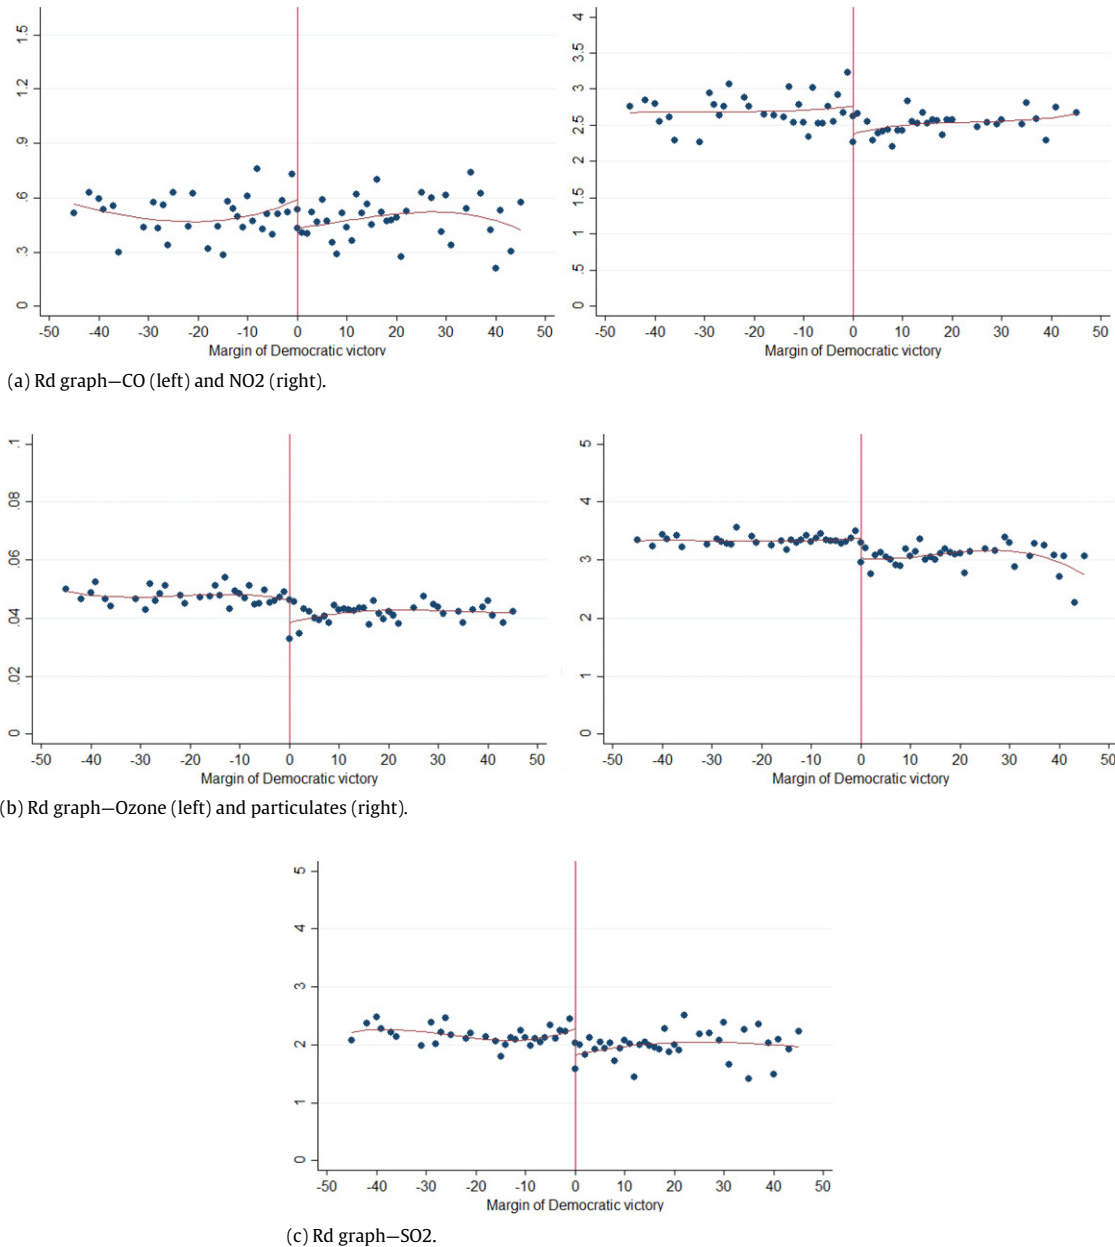 1.5
1.2
.9
.6
.3
0
-50 -40 -30 -20 -10 0 10 20 30 40 50
Margin of Democratic victory
4
3.5
3
2.5
2
1.5
1
.5
0
-50 -40 -30 -20 -10 0 10 20 30 40 50
Margin of Democratic victory
(a) Rd graph—CO (left) and NO2 (right).
.1
.08
.06
.04
.02
0
-50 -40 -30 -20 -10 0 10 20 30 40 50
Margin of Democratic victory
5
4
3
2
1
0
-50 -40 -30 -20 -10 0 10 20 30 40 50
Margin of Democratic victory
(b) Rd graph—Ozone (left) and particulates (right).
5
4
3
2
1
0
-50 -40 -30 -20 -10 0 10 20 30 40 50
Margin of Democratic victory
(c) Rd graph—SO2.